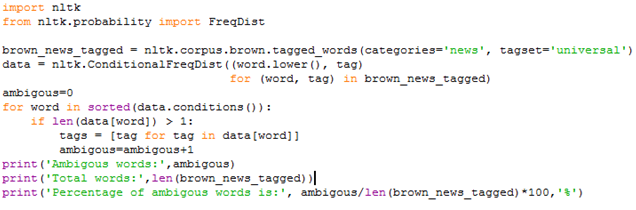 import nltk
from nltk.probability import FreqDist
brown_news_tagged = nltk.corpus.brown.tagged_words(categories='news', tagset='universal')
data = nltk.ConditionalFreqDist((word.lower(), tag)
for (word, tag) in brown_news_tagged)
ambigous=0
for word in sorted(data.conditions()):
if len(data[word]) > 1:
tags = [tag for tag in data[word]]
ambigous=ambigous+1
print('Ambigous words:',ambigous)
print('Total words:',len(brown_news_tagged))
print('Percentage of ambigous words is:', ambigous/len(brown_news_tagged)*100,'%')